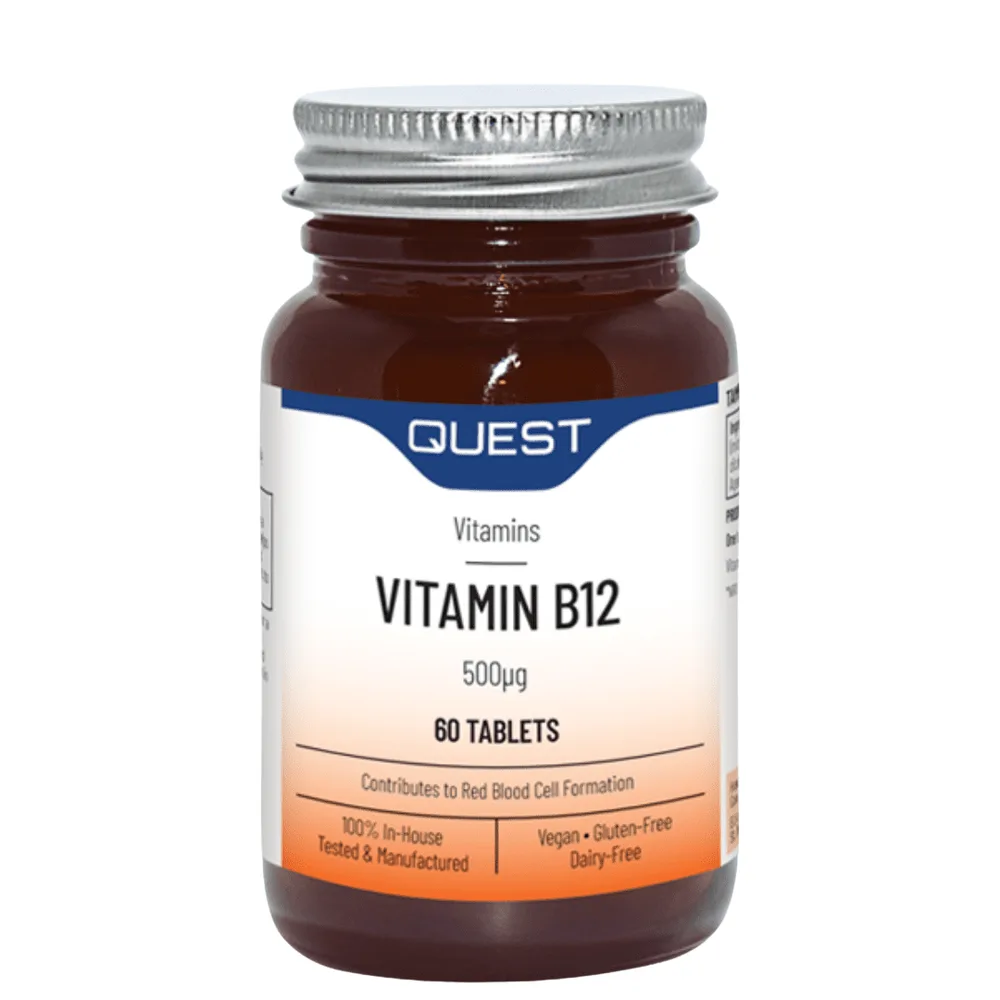 QUEST
Vitamins
VITAMIN B12
500µg
60 TABLETS
Contributes to Red Blood Cell Formation
100% In-House
Tested & Manufactured
Vegan • Gluten-Free
Dairy-Free